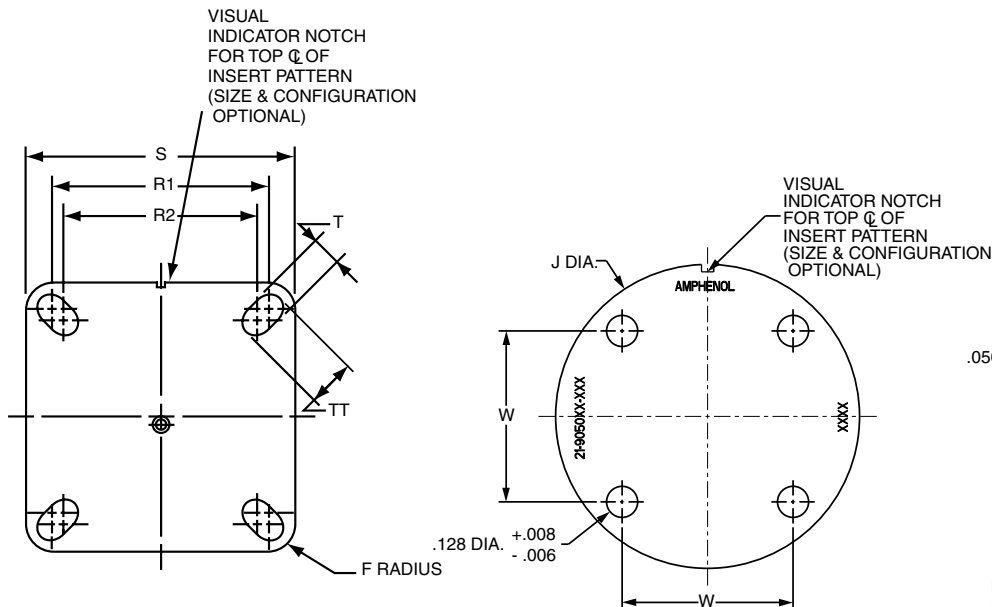 VISUAL
INDICATOR NOTCH
FOR TOP ℄ OF
INSERT PATTERN
(SIZE & CONFIGURATION
OPTIONAL)
S
R1
R2
T
TT
F RADIUS
VISUAL
INDICATOR NOTCH
FOR TOP ℄ OF
INSERT PATTERN
(SIZE & CONFIGURATION
OPTIONAL)
J DIA.
AMPHENOL
W
21-9050XX-XXX
XXXX
.128 DIA. +.008
- .006
W